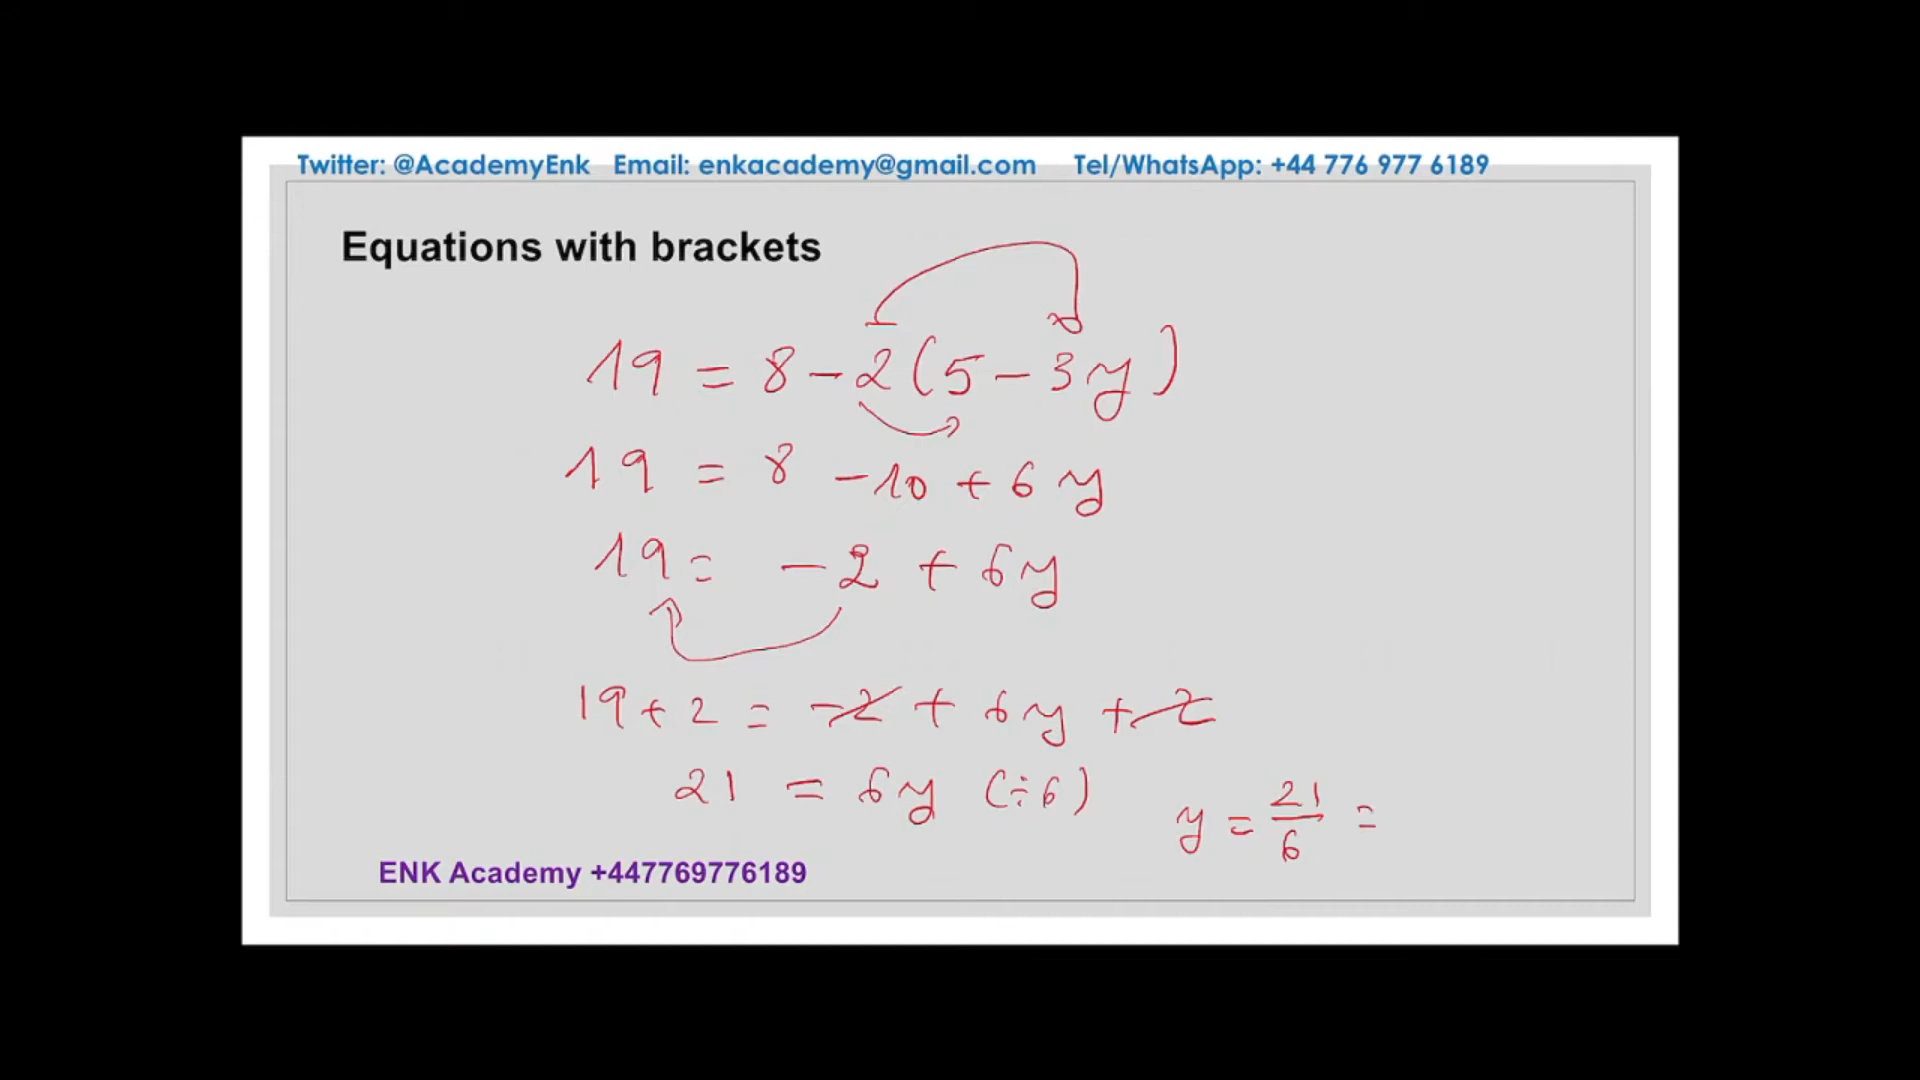 Twitter: @AcademyEnk Email: enkacademy@gmail.com Tel/WhatsApp: +44 776 977 6189
Equations with brackets
19 = 8 - 2 ( 5 - 3y )
19 = 8 - 10 + 6y
19 = - 2 + 6y
19 + 2 = - 2 + 6y + 2
21 = 6y (÷6)
y = 21/6 =
ENK Academy +447769776189